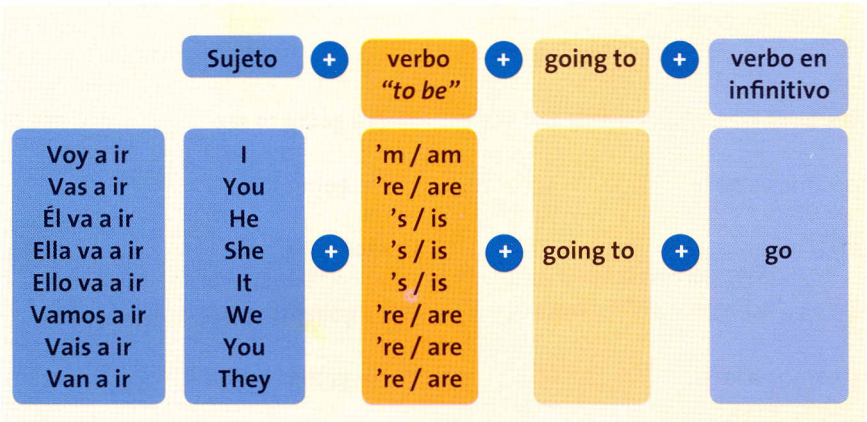 Sujeto + verbo "to be" + going to + verbo en infinitivo
Voy a ir I 'm / am
Vas a ir You 're / are
Él va a ir He 's / is
Ella va a ir She + 's / is + going to + go
Ello va a ir It 's / is
Vamos a ir We 're / are
Vais a ir You 're / are
Van a ir They 're / are